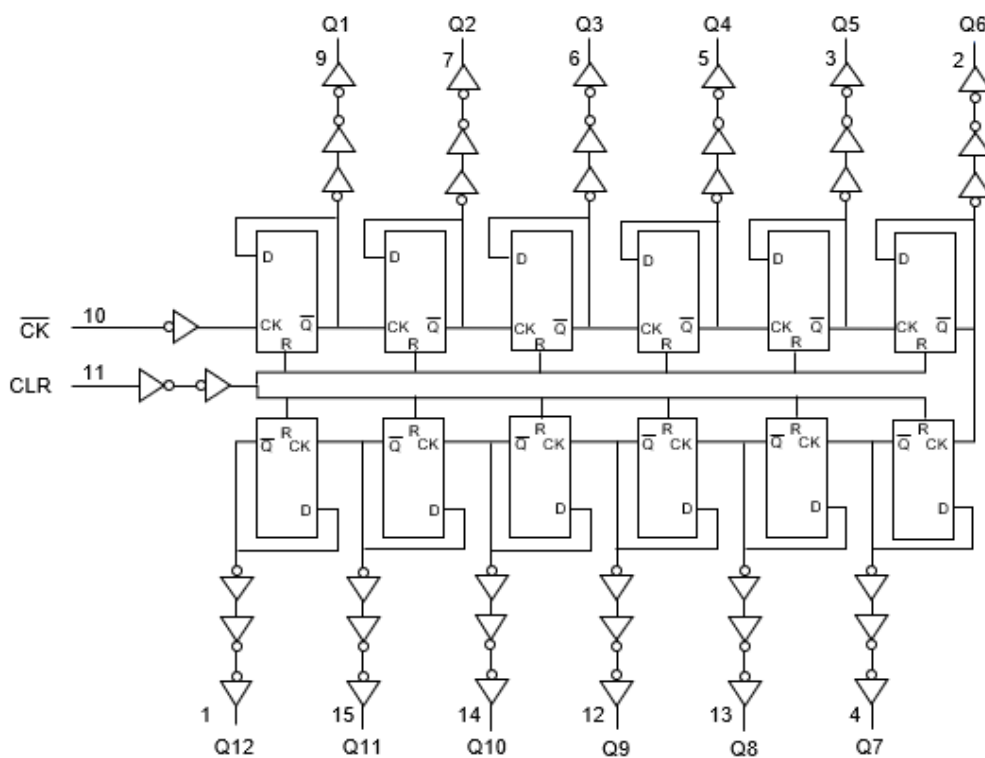 Q1 Q2 Q3 Q4 Q5 Q6
9 7 6 5 3 2
D D D D D D
C̅K̅ 10
CK Q̅ CK Q̅ CK Q̅ CK Q̅ CK Q̅ CK Q̅
R R R R R R
CLR 11
R R R R R R
Q̅ CK Q̅ CK Q̅ CK Q̅ CK Q̅ CK Q̅ CK
D D D D D D
1 15 14 12 13 4
Q12 Q11 Q10 Q9 Q8 Q7